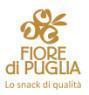 FIORE
di PUGLIA
Lo snack di qualità